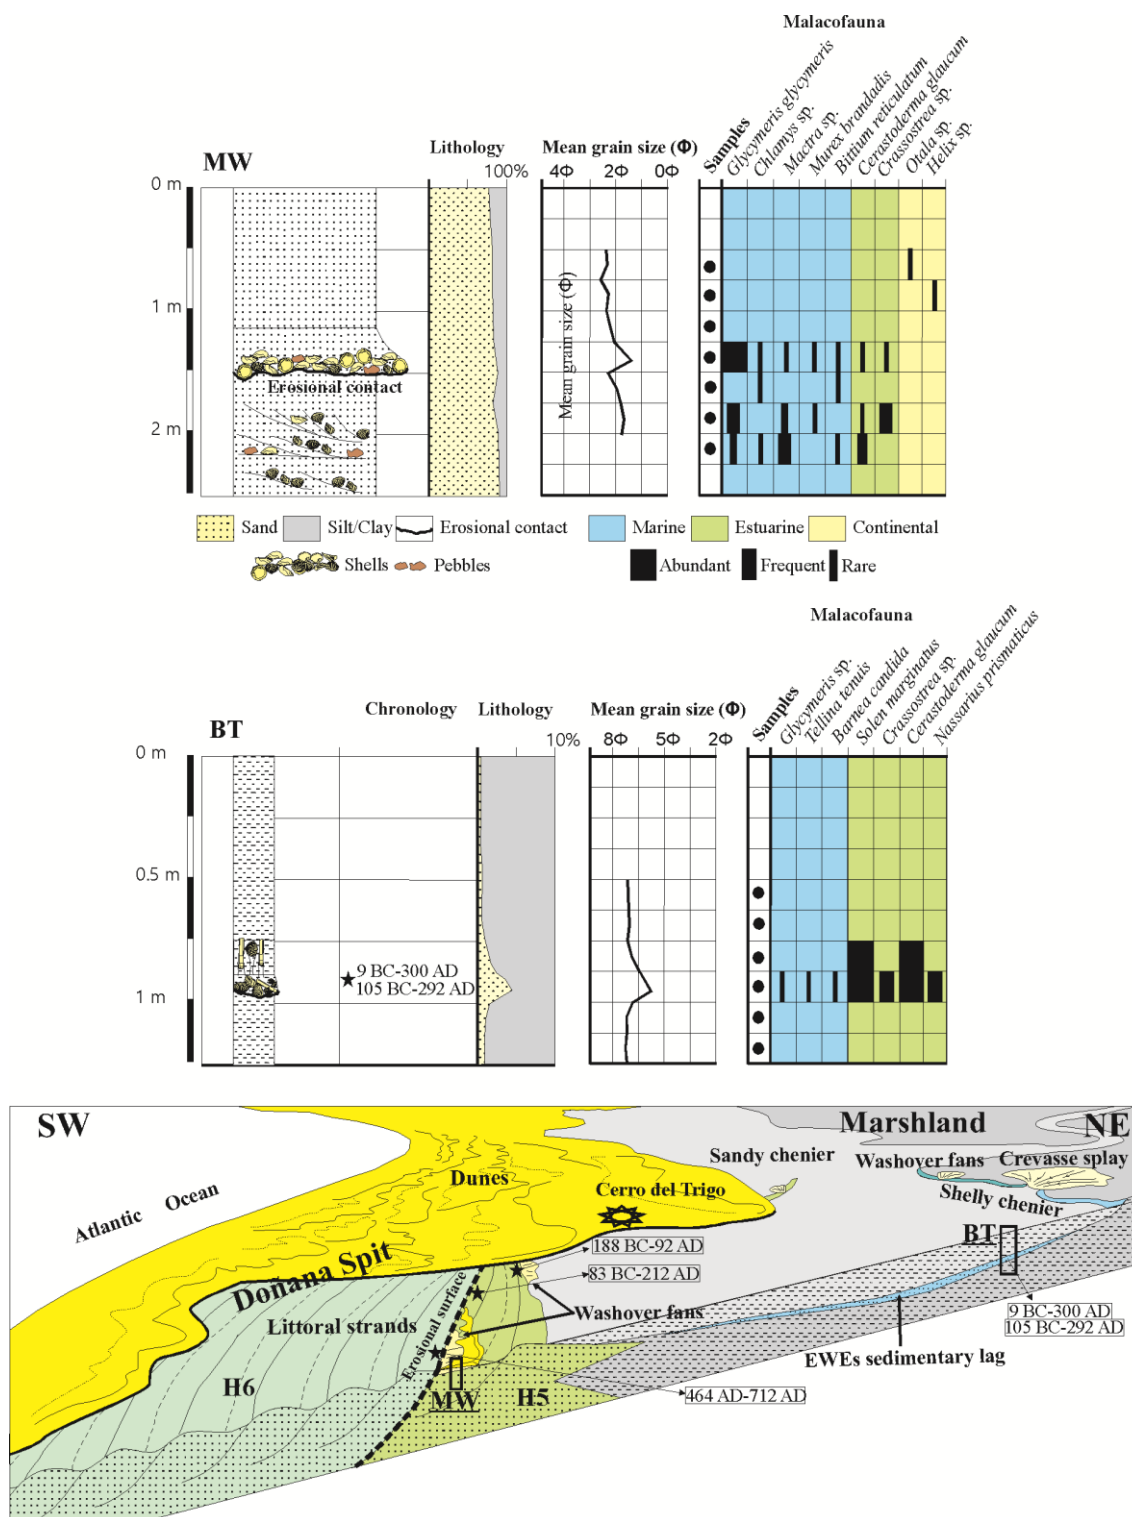 Malacofauna
Samples
Glycymeris glycymeris
Chlamys sp.
Mactra sp.
Murex brandadis
Bittium reticulatum
Cerastoderma glaucum
Crassostrea sp.
Otala sp.
Helix sp.
MW
Lithology
100%
Mean grain size (Φ)
4Φ 2Φ 0Φ
0 m
1 m
2 m
Erosional contact
Mean grain size (Φ)
Sand Silt/Clay Erosional contact Marine Estuarine Continental
Shells Pebbles Abundant Frequent Rare
Malacofauna
Samples
Glycymeris sp.
Tellina tenuis
Barnea candida
Solen marginatus
Crassostrea sp.
Cerastoderma glaucum
Nassarius prismaticus
BT
Chronology Lithology Mean grain size (Φ)
10% 8Φ 5Φ 2Φ
0 m
0.5 m
1 m
9 BC-300 AD
105 BC-292 AD
SW
Marshland
NE
Sandy chenier
Washover fans
Crevasse splay
Shelly chenier
Dunes
Cerro del Trigo
Atlantic Ocean
Doñana Spit
BT
188 BC-92 AD
83 BC-212 AD
Washover fans
Littoral strands
Erosional surface
9 BC-300 AD
105 BC-292 AD
EWEs sedimentary lag
H6
MW
H5
464 AD-712 AD